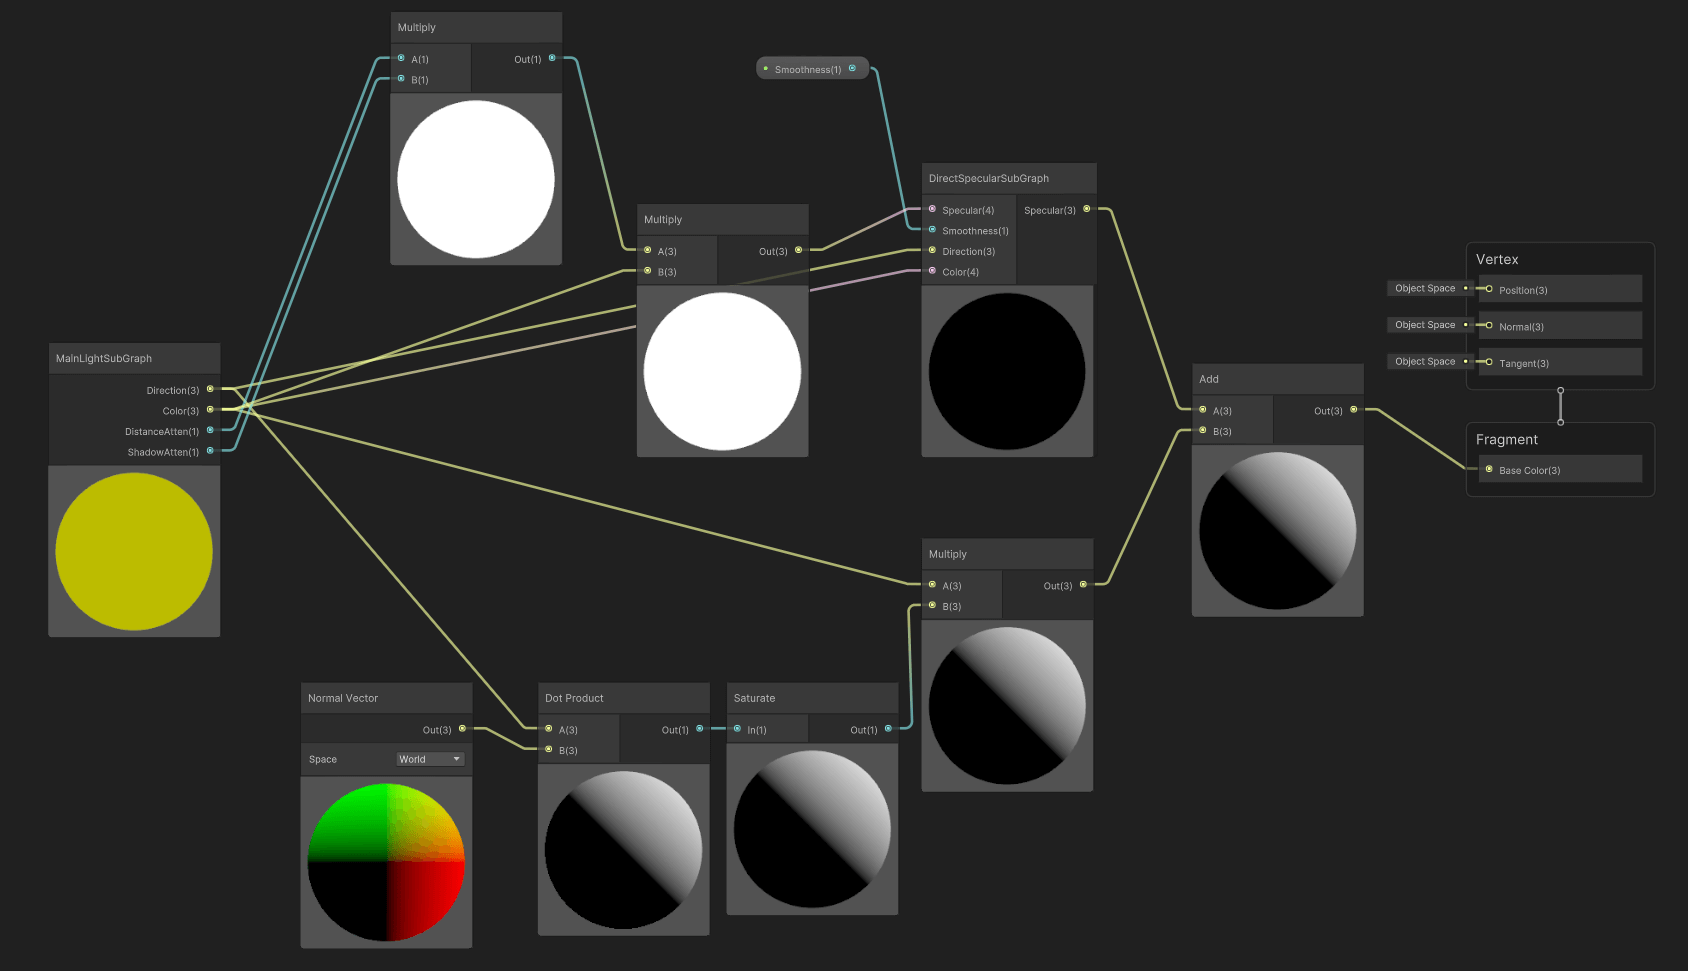 Multiply
A(1)
Out(1)
B(1)
Smoothness(1)
DirectSpecularSubGraph
Specular(4)
Specular(3)
Smoothness(1)
Direction(3)
Color(4)
Multiply
A(3)
Out(3)
B(3)
MainLightSubGraph
Direction(3)
Color(3)
DistanceAtten(1)
ShadowAtten(1)
Vertex
Object Space
Position(3)
Object Space
Normal(3)
Object Space
Tangent(3)
Fragment
Base Color(3)
Add
A(3)
Out(3)
B(3)
Multiply
A(3)
Out(3)
B(3)
Normal Vector
Out(3)
Space
World
Dot Product
A(3)
Out(1)
B(3)
Saturate
In(1)
Out(1)